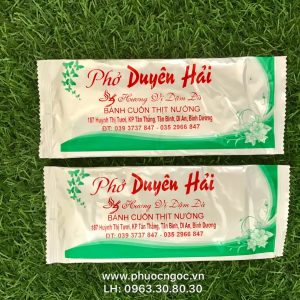 Phở Duyên Hải
Hương Vị Đậm Đà
BÁNH CUỐN THỊT NƯỚNG
187 Huỳnh Thị Tươi, KP Tân Thắng, Tân Bình, Dĩ An, Bình Dương
ĐT: 039 3737 847 - 035 2966 847
Phở Duyên Hải
Hương Vị Đậm Đà
BÁNH CUỐN THỊT NƯỚNG
187 Huỳnh Thị Tươi, KP Tân Thắng, Tân Bình, Dĩ An, Bình Dương
ĐT: 039 3737 847 - 035 2966 847
www.phuocngoc.vn
LH: 0963.30.80.30